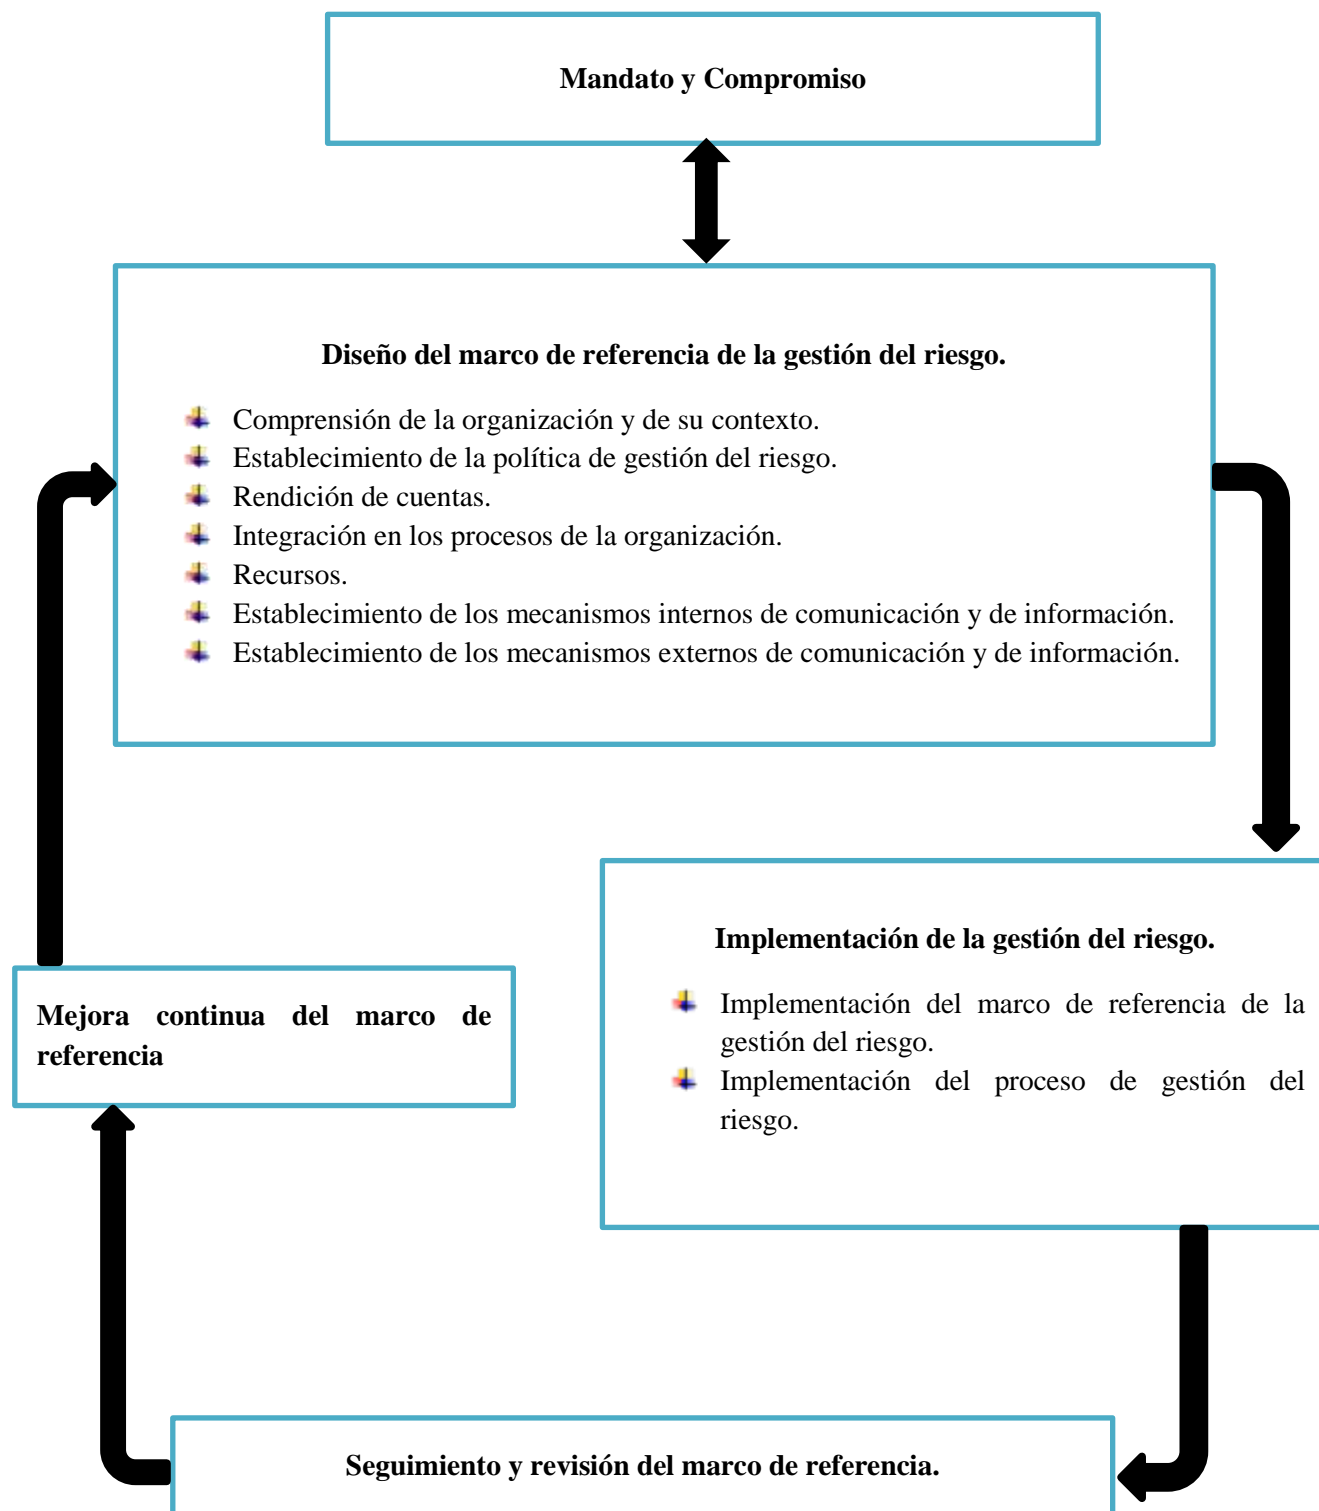 Mandato y Compromiso
Diseño del marco de referencia de la gestión del riesgo.
Comprensión de la organización y de su contexto.
Establecimiento de la política de gestión del riesgo.
Rendición de cuentas.
Integración en los procesos de la organización.
Recursos.
Establecimiento de los mecanismos internos de comunicación y de información.
Establecimiento de los mecanismos externos de comunicación y de información.
Implementación de la gestión del riesgo.
Implementación del marco de referencia de la
gestión del riesgo.
Implementación del proceso de gestión del
riesgo.
Mejora continua del marco de
referencia
Seguimiento y revisión del marco de referencia.